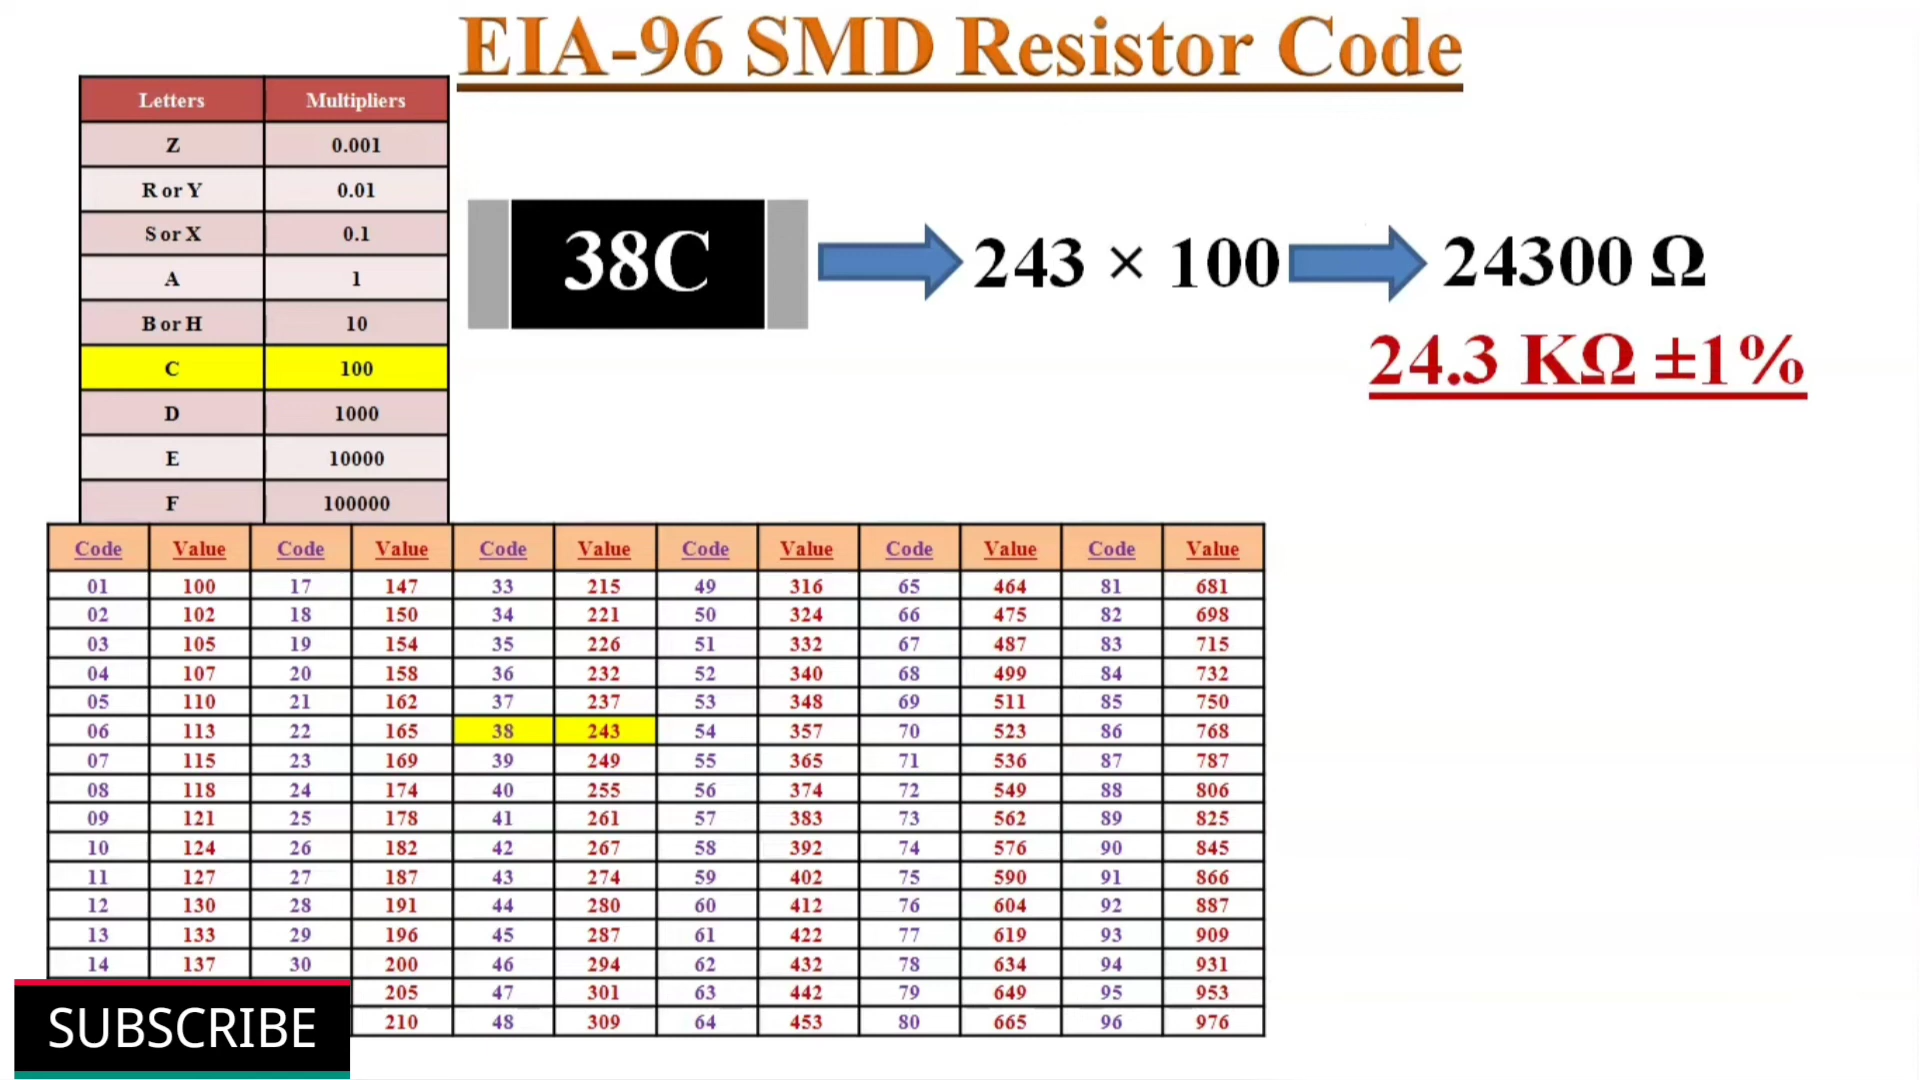 EIA-96 SMD Resistor Code
Letters Multipliers
Z 0.001
R or Y 0.01
S or X 0.1
A 1
B or H 10
C 100
D 1000
E 10000
F 100000
38C 243 × 100 24300 Ω
24.3 KΩ ±1%
Code Value Code Value Code Value Code Value Code Value Code Value
01 100 17 147 33 215 49 316 65 464 81 681
02 102 18 150 34 221 50 324 66 475 82 698
03 105 19 154 35 226 51 332 67 487 83 715
04 107 20 158 36 232 52 340 68 499 84 732
05 110 21 162 37 237 53 348 69 511 85 750
06 113 22 165 38 243 54 357 70 523 86 768
07 115 23 169 39 249 55 365 71 536 87 787
08 118 24 174 40 255 56 374 72 549 88 806
09 121 25 178 41 261 57 383 73 562 89 825
10 124 26 182 42 267 58 392 74 576 90 845
11 127 27 187 43 274 59 402 75 590 91 866
12 130 28 191 44 280 60 412 76 604 92 887
13 133 29 196 45 287 61 422 77 619 93 909
14 137 30 200 46 294 62 432 78 634 94 931
205 47 301 63 442 79 649 95 953
210 48 309 64 453 80 665 96 976
SUBSCRIBE